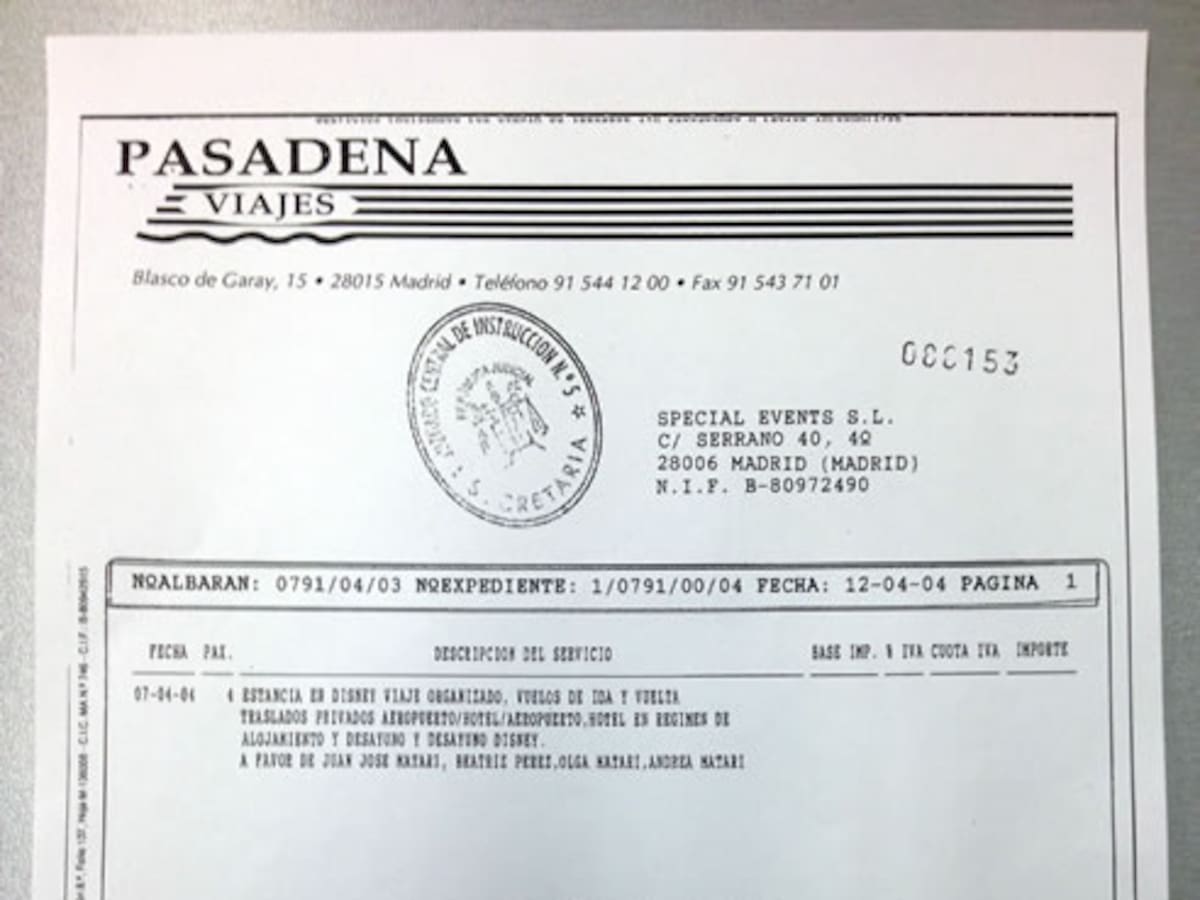 PASADENA
VIAJES
Blasco de Garay, 15 • 28015 Madrid • Teléfono 91 544 12 00 • Fax 91 543 71 01
JUZGADO CENTRAL DE INSTRUCCION N.º 5
SECRETARIA
153
SPECIAL EVENTS S.L.
C/ SERRANO 40, 4º
28006 MADRID (MADRID)
N.I.F. B-80972490
NºALBARAN: 0791/04/03 NºEXPEDIENTE: 1/0791/00/04 FECHA: 12-04-04 PAGINA 1
FECHA PAX. DESCRIPCION DEL SERVICIO BASE IMP. % IVA CUOTA IVA IMPORTE
07-04-04 4 ESTANCIA EN DISNEY VIAJE ORGANIZADO, VUELOS DE IDA Y VUELTA
TRASLADOS PRIVADOS AEROPUERTO/HOTEL/AEROPUERTO,HOTEL EN REGIMEN DE
ALOJAMIENTO Y DESAYUNO Y DESAYUNO DISNEY.
A FAVOR DE JUAN JOSE MATARI, BEATRIZ PEREZ,OLGA MATARI,ANDREA MATARI